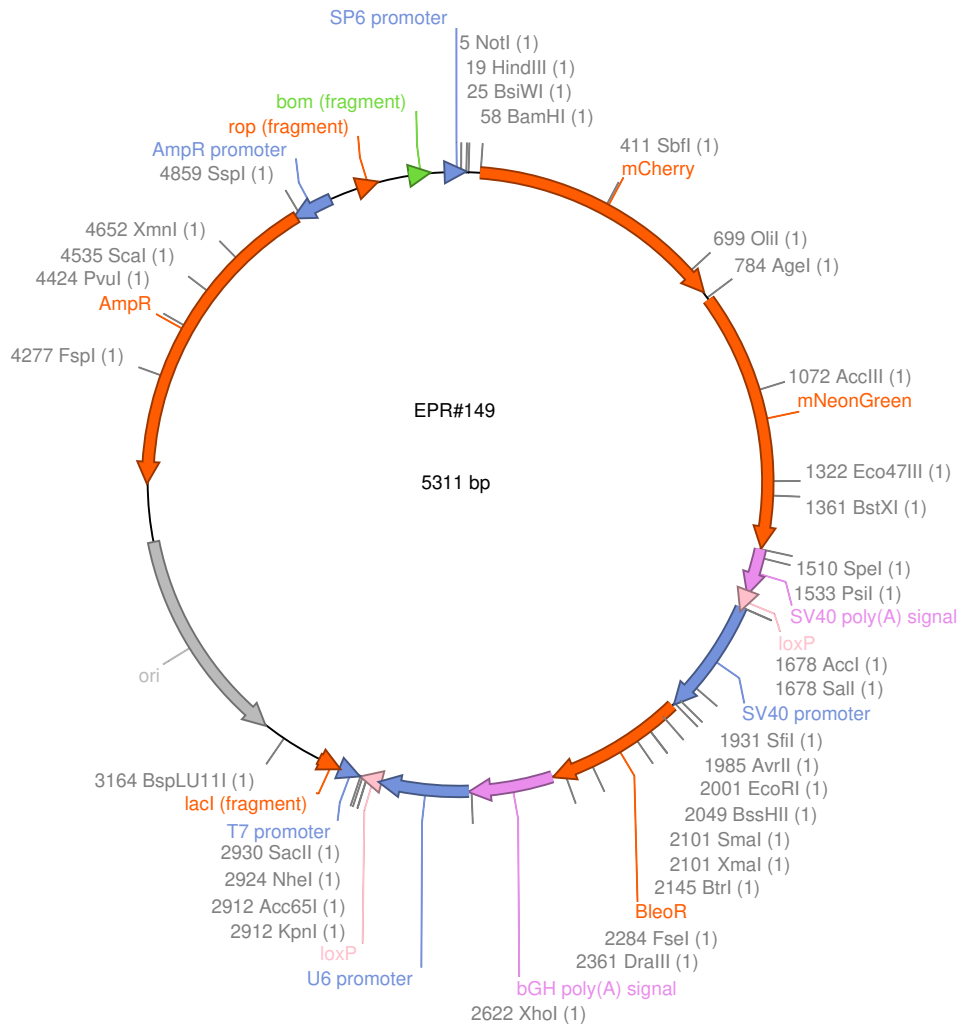 SP6 promoter
5 NotI (1)
19 HindIII (1)
25 BsiWI (1)
58 BamHI (1)
bom (fragment)
rop (fragment)
AmpR promoter
4859 SspI (1)
411 SbfI (1)
mCherry
4652 XmnI (1)
4535 ScaI (1)
4424 PvuI (1)
AmpR
4277 FspI (1)
699 OliI (1)
784 AgeI (1)
1072 AccIII (1)
mNeonGreen
EPR#149
5311 bp
1322 Eco47III (1)
1361 BstXI (1)
1510 SpeI (1)
1533 PsiI (1)
SV40 poly(A) signal
loxP
1678 AccI (1)
1678 SalI (1)
SV40 promoter
ori
1931 SfiI (1)
1985 AvrII (1)
2001 EcoRI (1)
2049 BssHII (1)
2101 SmaI (1)
2101 XmaI (1)
2145 BtrI (1)
BleoR
2284 FseI (1)
2361 DraIII (1)
bGH poly(A) signal
2622 XhoI (1)
3164 BspLU11I (1)
lacI (fragment)
T7 promoter
2930 SacII (1)
2924 NheI (1)
2912 Acc65I (1)
2912 KpnI (1)
loxP
U6 promoter